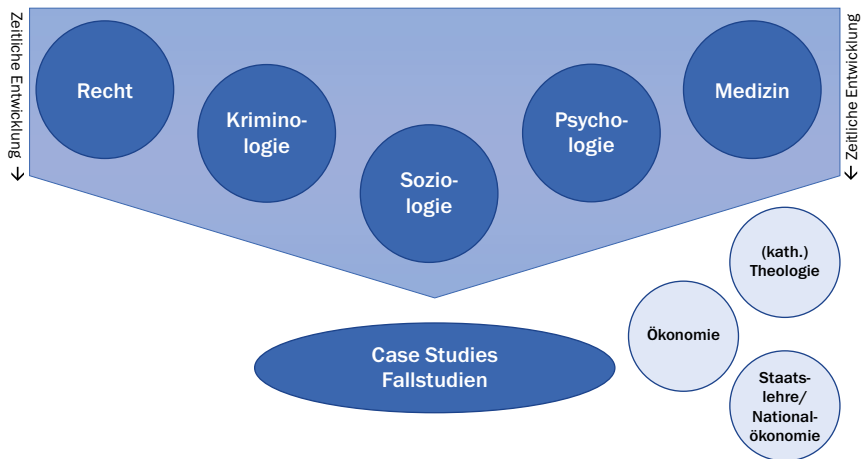 Zeitliche Entwicklung →
Recht
Krimino-
logie
Sozio-
logie
Psycho-
logie
Medizin
← Zeitliche Entwicklung
(kath.)
Theologie
Ökonomie
Case Studies
Fallstudien
Staats-
lehre/
National-
ökonomie